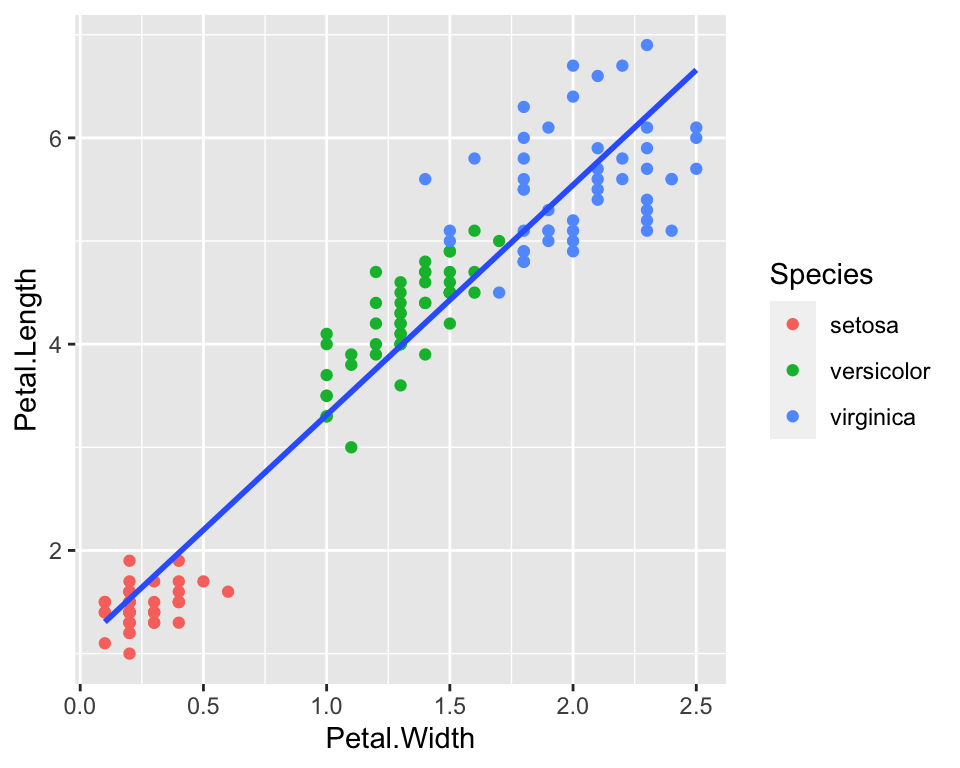 6
4
2
Petal.Length
0.0 0.5 1.0 1.5 2.0 2.5
Petal.Width
Species
setosa
versicolor
virginica